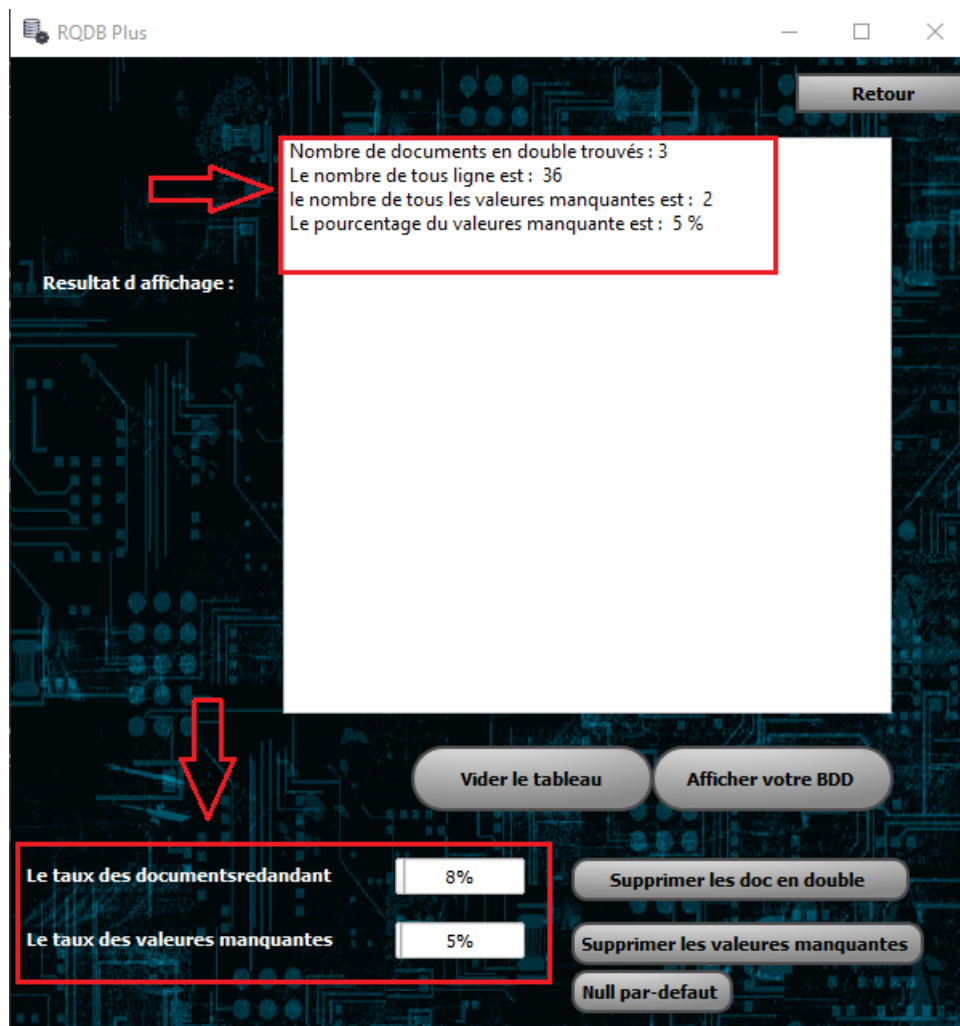 RQDB Plus
Retour
Nombre de documents en double trouvés : 3
Le nombre de tous ligne est : 36
le nombre de tous les valeures manquantes est : 2
Le pourcentage du valeures manquante est : 5 %
Resultat d affichage :
Vider le tableau
Afficher votre BDD
Le taux des documentsredandant
8%
Supprimer les doc en double
Le taux des valeures manquantes
5%
Supprimer les valeures manquantes
Null par-defaut